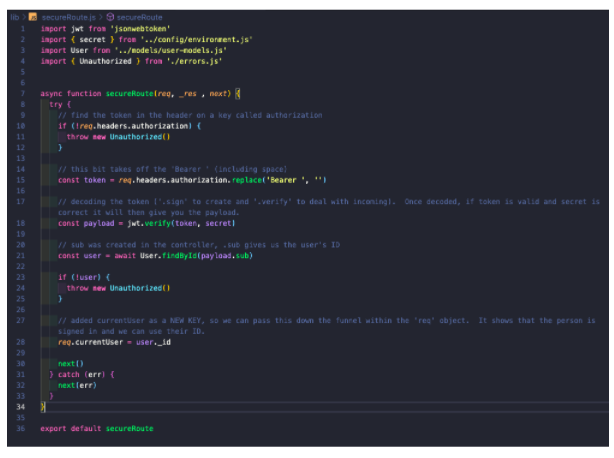 lib > secureRoute.js > secureRoute
1 import jwt from 'jsonwebtoken'
2 import { secret } from '../config/environment.js'
3 import User from '../models/user-models.js'
4 import { Unauthorized } from './errors.js'
5
6
7 async function secureRoute(req, _res , next) {
8 try {
9 // find the token in the header on a key called authorization
10 if (!req.headers.authorization) {
11 throw new Unauthorized()
12 }
13
14 // this bit takes off the 'Bearer ' (including space)
15 const token = req.headers.authorization.replace('Bearer ', '')
16
17 // decoding the token ['.sign' to create and '.verify' to deal with incoming]. Once decoded, if token is valid and secret is
correct it will then give you the payload.
18 const payload = jwt.verify(token, secret)
19
20 // sub was created in the controller, .sub gives us the user's ID
21 const user = await User.findById(payload.sub)
22
23 if (!user) {
24 throw new Unauthorized()
25 }
26
27 // added currentUser as a NEW KEY, so we can pass this down the funnel within the 'req' object. It shows that the person is
signed in and we can use their ID.
28 req.currentUser = user._id
29
30 next()
31 } catch (err) {
32 next(err)
33 }
34 }
35
36 export default secureRoute